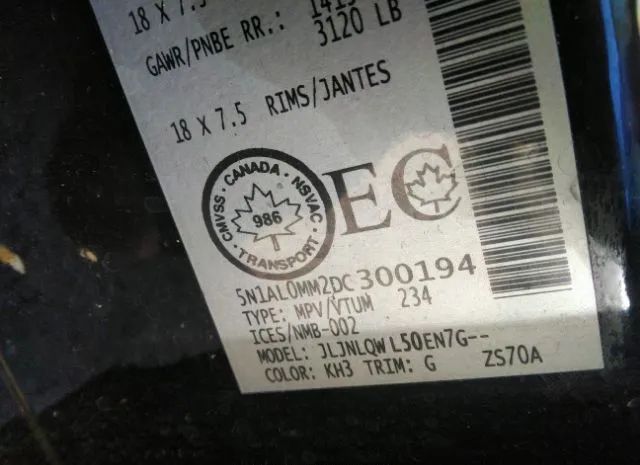 18 X 7.5
GAWR/PNBE RR.:
3120 LB
18 X 7.5 RIMS/JANTES
CMVSS · CANADA · NSVAC
986
TRANSPORT
EC
5N1AL0MM2DC300194
TYPE: MPV/VTUM 234
ICES/NMB-002
MODEL: JLJNLQW L50EN7G--
COLOR: KH3 TRIM: G ZS70A